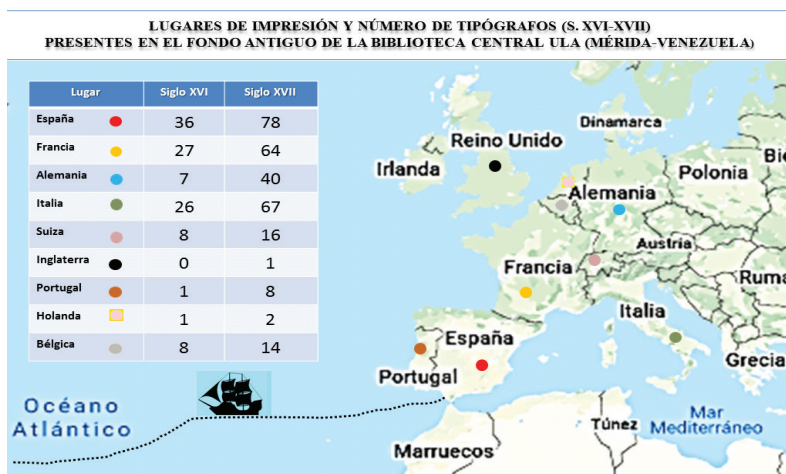 LUGARES DE IMPRESIÓN Y NÚMERO DE TIPÓGRAFOS (S. XVI-XVII)
PRESENTES EN EL FONDO ANTIGUO DE LA BIBLIOTECA CENTRAL ULA (MÉRIDA-VENEZUELA)
Lugar Siglo XVI Siglo XVII
España 36 78
Francia 27 64
Alemania 7 40
Italia 26 67
Suiza 8 16
Inglaterra 0 1
Portugal 1 8
Holanda 1 2
Bélgica 8 14
Dinamarca
Reino Unido
Irlanda
Polonia
Bie
Alemania
Austria
Francia
Ruma
Italia
España
Grecia
Portugal
Océano
Atlántico
Mar
Mediterráneo
Túnez
Marruecos